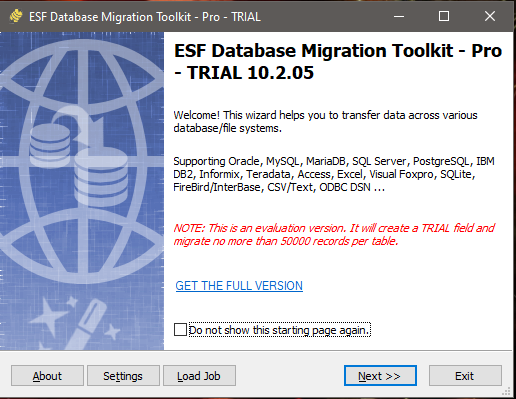 ESF Database Migration Toolkit - Pro - TRIAL
ESF Database Migration Toolkit - Pro
- TRIAL 10.2.05
Welcome! This wizard helps you to transfer data across various
database/file systems.
Supporting Oracle, MySQL, MariaDB, SQL Server, PostgreSQL, IBM
DB2, Informix, Teradata, Access, Excel, Visual Foxpro, SQLite,
FireBird/InterBase, CSV/Text, ODBC DSN ...
NOTE: This is an evaluation version. It will create a TRIAL field and
migrate no more than 50000 records per table.
GET THE FULL VERSION
Do not show this starting page again.
About Settings Load Job Next >> Exit